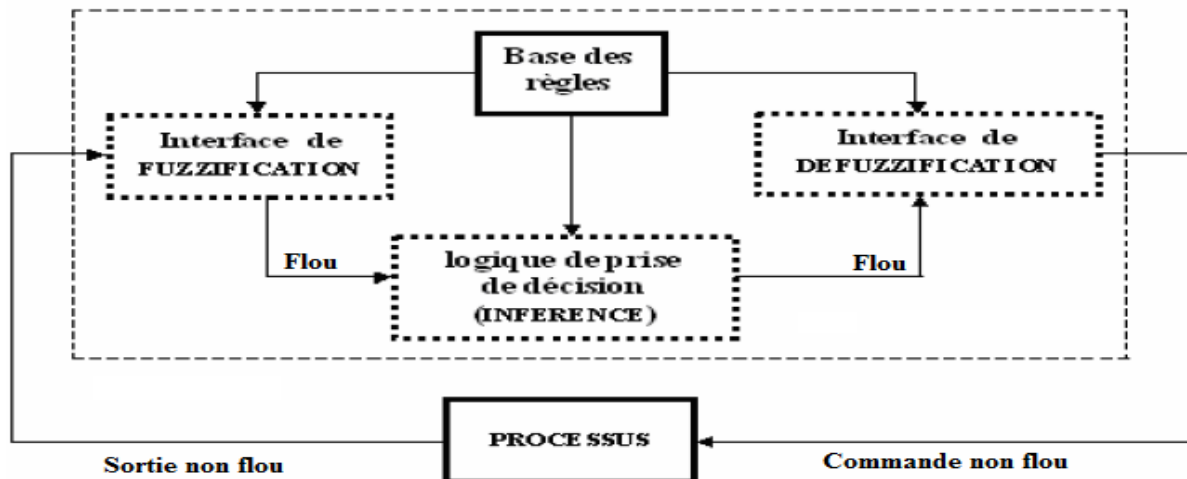 Base des
règles
Interface de
FUZZIFICATION
Interface de
DEFUZZIFICATION
Flou
logique de prise
de décision
(INFERENCE)
Flou
PROCESSUS
Sortie non flou
Commande non flou